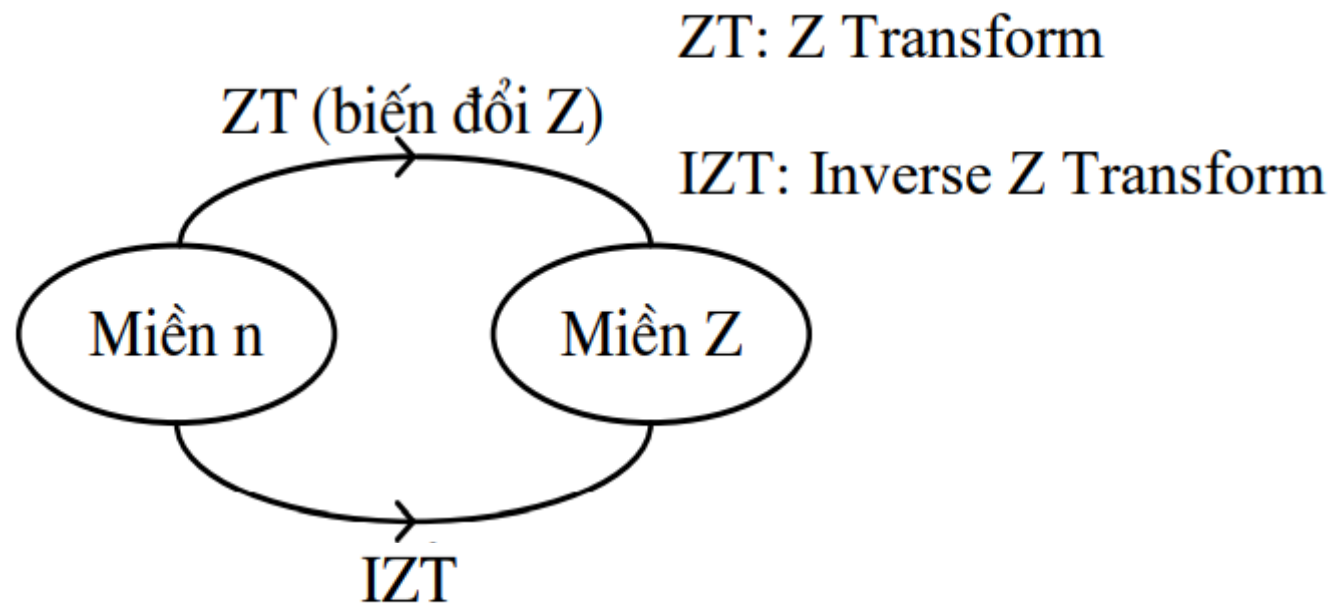 ZT: Z Transform
ZT (biến đổi Z)
IZT: Inverse Z Transform
Miền n
Miền Z
IZT